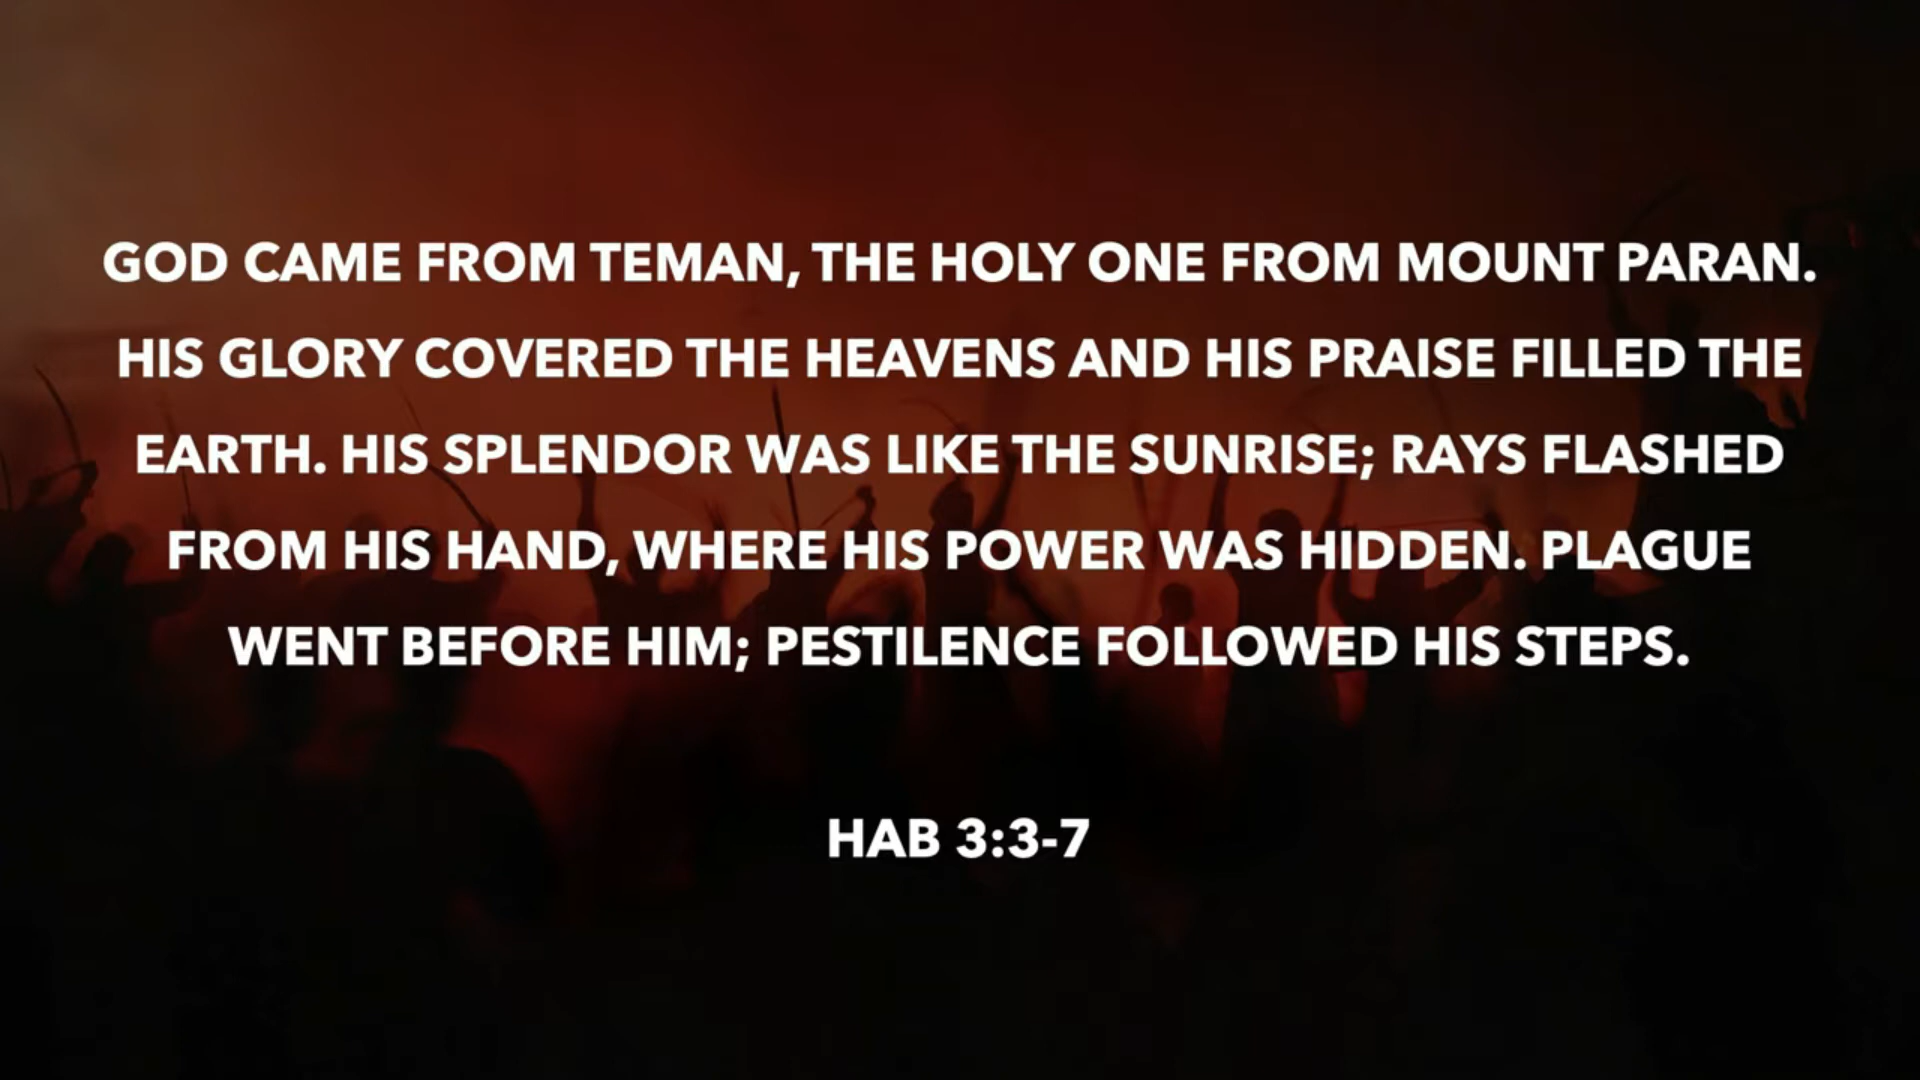 GOD CAME FROM TEMAN, THE HOLY ONE FROM MOUNT PARAN.
HIS GLORY COVERED THE HEAVENS AND HIS PRAISE FILLED THE
EARTH. HIS SPLENDOR WAS LIKE THE SUNRISE; RAYS FLASHED
FROM HIS HAND, WHERE HIS POWER WAS HIDDEN. PLAGUE
WENT BEFORE HIM; PESTILENCE FOLLOWED HIS STEPS.
HAB 3:3-7